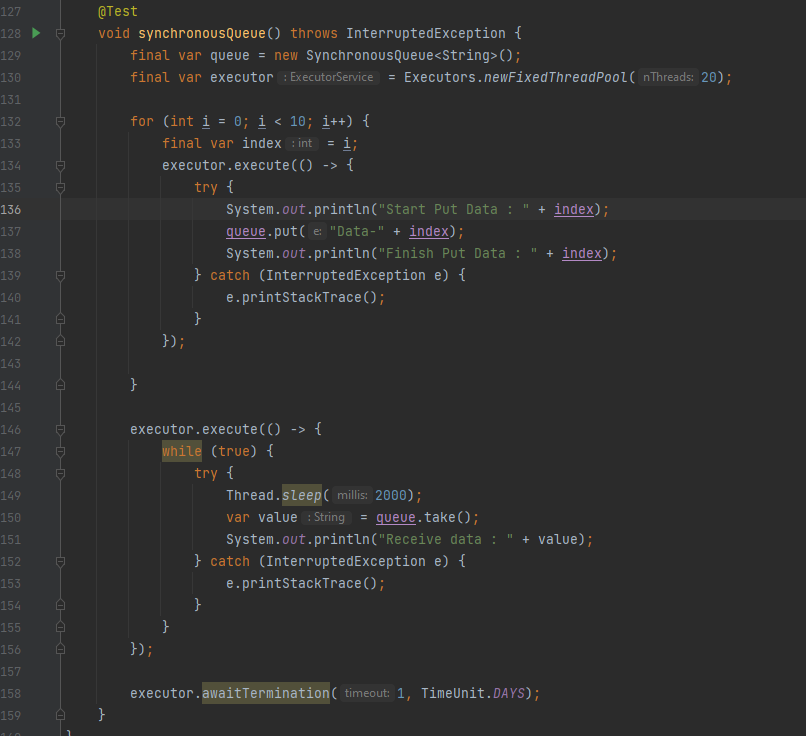 127 @Test
128 void synchronousQueue() throws InterruptedException {
129 final var queue = new SynchronousQueue<String>();
130 final var executor : ExecutorService = Executors.newFixedThreadPool( nThreads: 20);
131
132 for (int i = 0; i < 10; i++) {
133 final var index : int = i;
134 executor.execute(() -> {
135 try {
136 System.out.println("Start Put Data : " + index);
137 queue.put( e: "Data-" + index);
138 System.out.println("Finish Put Data : " + index);
139 } catch (InterruptedException e) {
140 e.printStackTrace();
141 }
142 });
143
144 }
145
146 executor.execute(() -> {
147 while (true) {
148 try {
149 Thread.sleep( millis: 2000);
150 var value : String = queue.take();
151 System.out.println("Receive data : " + value);
152 } catch (InterruptedException e) {
153 e.printStackTrace();
154 }
155 }
156 });
157
158 executor.awaitTermination( timeout: 1, TimeUnit.DAYS);
159 }